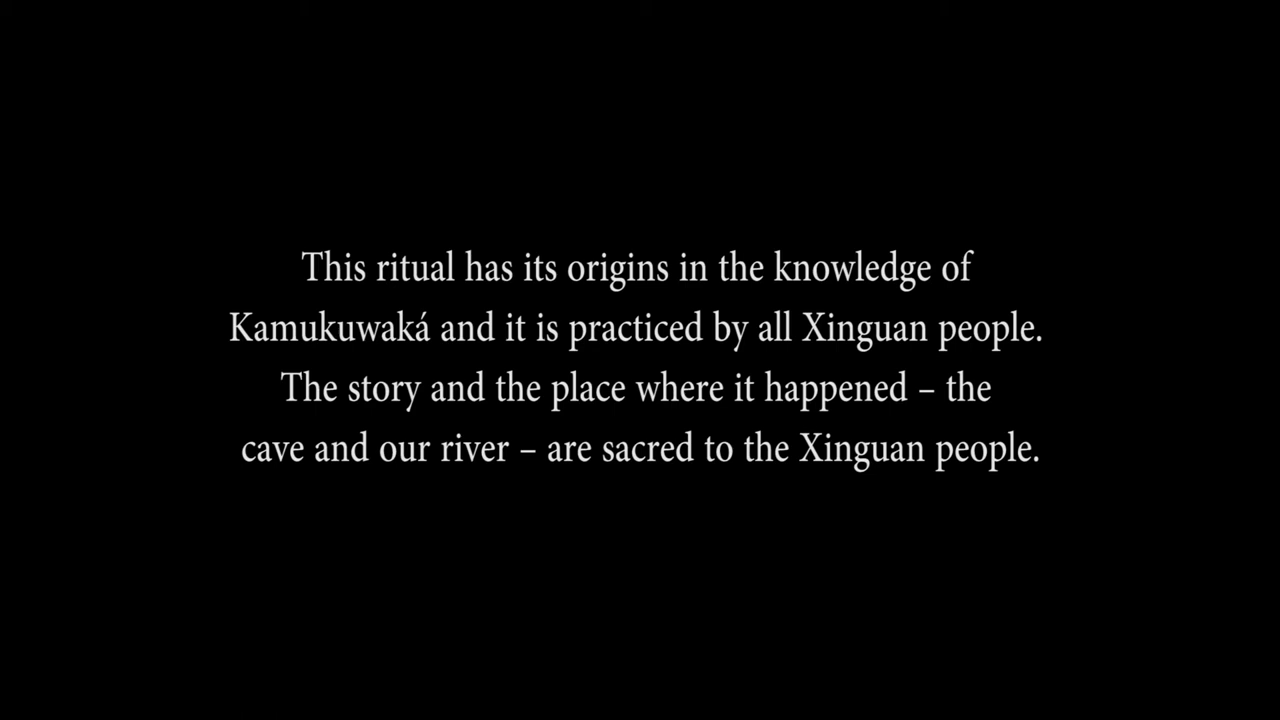 This ritual has its origins in the knowledge of
Kamukuwaká and it is practiced by all Xinguan people.
The story and the place where it happened – the
cave and our river – are sacred to the Xinguan people.